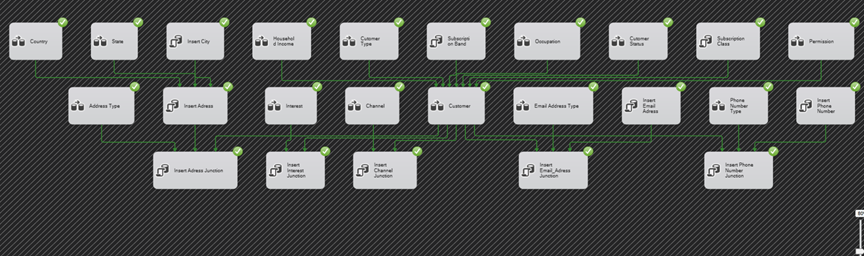 Country
State
Insert City
Househol
d Income
Customer
Type
Subscripti
on Band
Occupation
Customer
Status
Subscription
Class
Permission
Address Type
Insert Adress
Interest
Channel
Customer
Email Address Type
Insert
Email
Adress
Phone
Number
Type
Insert
Phone
Number
Insert Adress Junction
Insert
Interest
Junction
Insert
Channel
Junction
Insert
Email_Adress
Junction
Insert Phone
Number
Junction